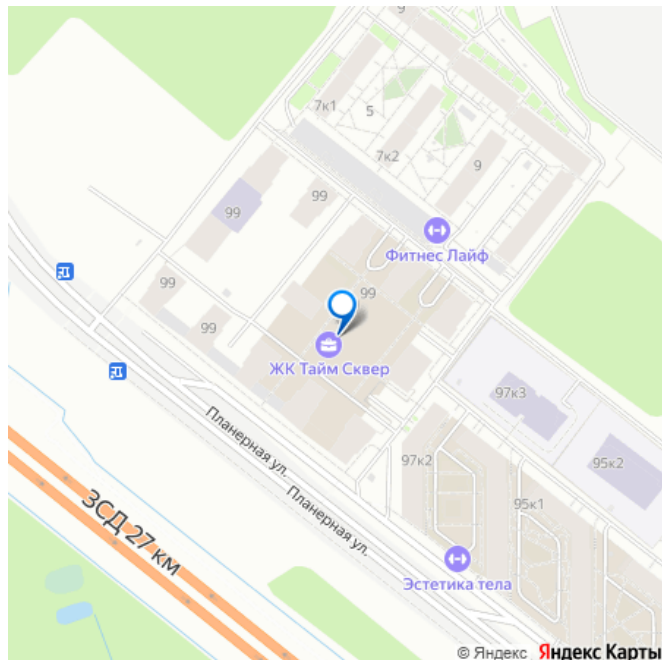 9
7к1
5
7к2
9
99
99
Фитнес Лайф
99
99
99
ЖК Тайм Сквер
97к3
Планерная ул.
97к2
95к2
Планерная ул.
95к1
ЗСД 27 км
Эстетика тела
© Яндекс Яндекс Карты